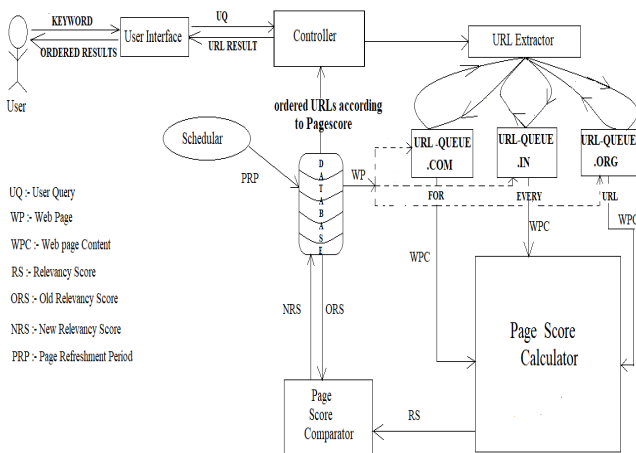 KEYWORD
ORDERED RESULTS
User
User Interface
UQ
URL RESULT
Controller
URL Extractor
ordered URLs according
to Pagescore
Schedular
PRP
DATABASE
WP
URL -QUEUE
.COM
URL-QUEUE
.IN
URL-QUEUE
.ORG
FOR
EVERY
URL
WPC
WPC
WPC
UQ :- User Query
WP :- Web Page
WPC :- Web page Content
RS :- Relevancy Score
ORS :- Old Relevancy Score
NRS :- New Relevancy Score
PRP :- Page Refreshment Period
NRS
ORS
Page Score
Calculator
RS
Page
Score
Comparator